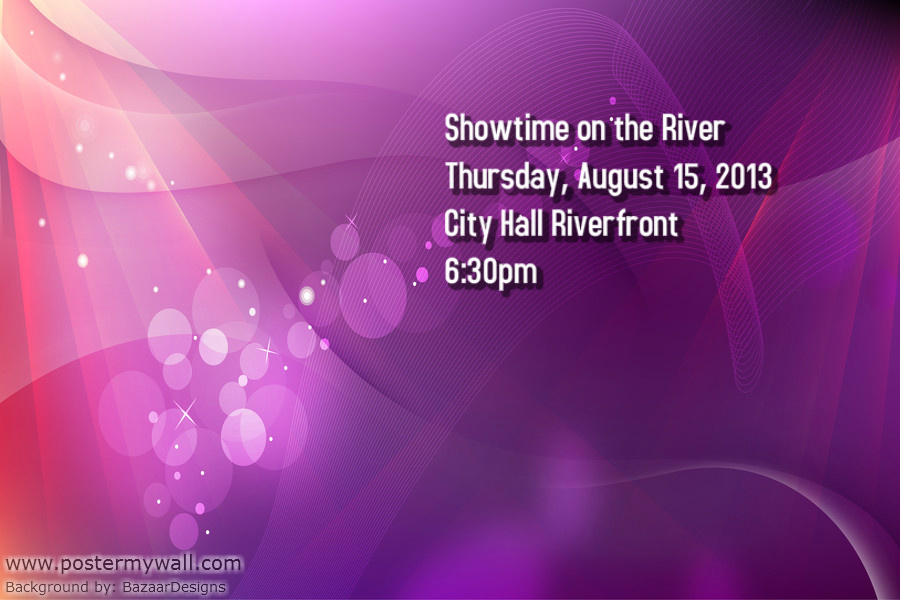 Showtime on the River
Thursday, August 15, 2013
City Hall Riverfront
6:30pm
www.postermywall.com
Background by: BazaarDesigns